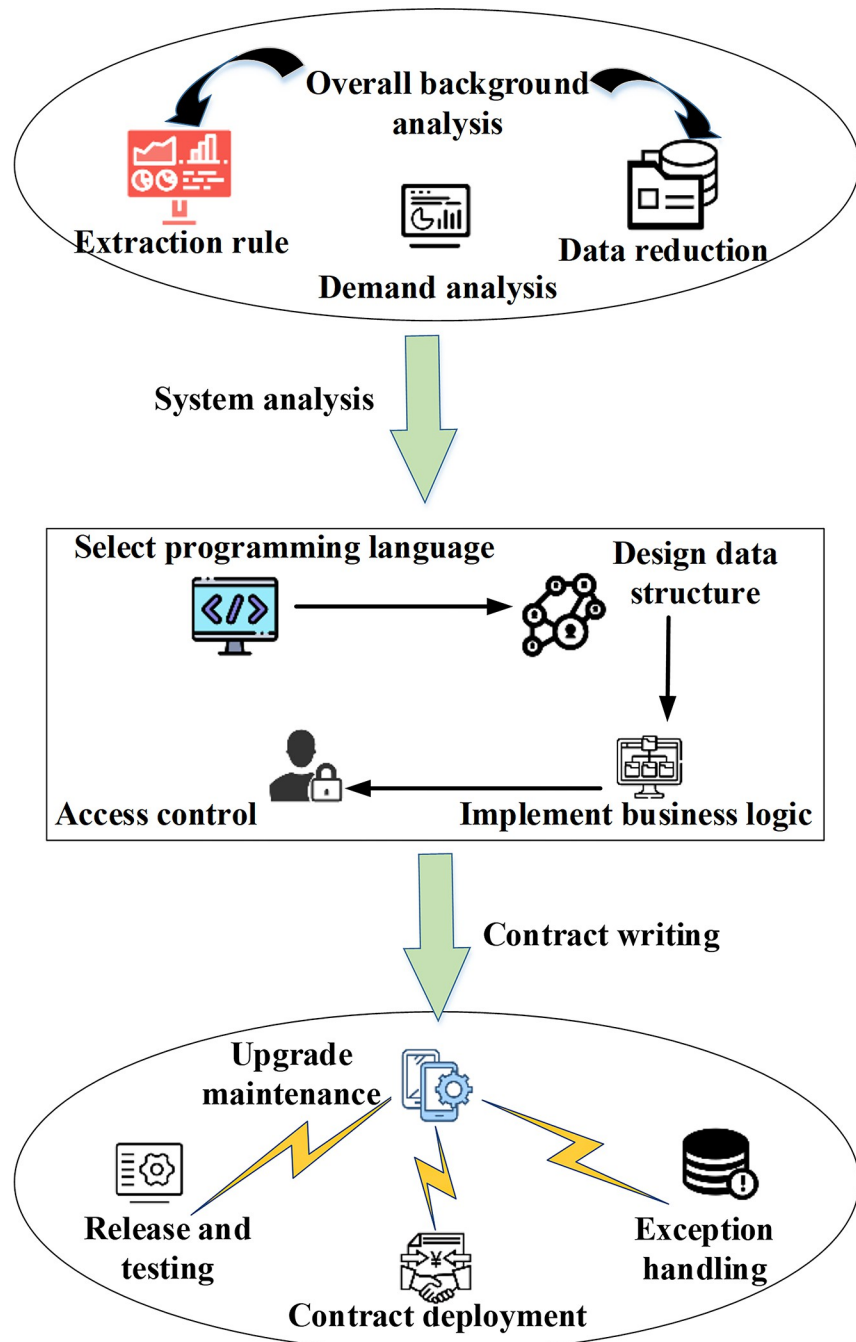 Overall background
analysis
Extraction rule
Data reduction
Demand analysis
System analysis
Select programming language
Design data
structure
</>
Access control
Implement business logic
Contract writing
Upgrade
maintenance
Release and
testing
Exception
handling
¥
Contract deployment